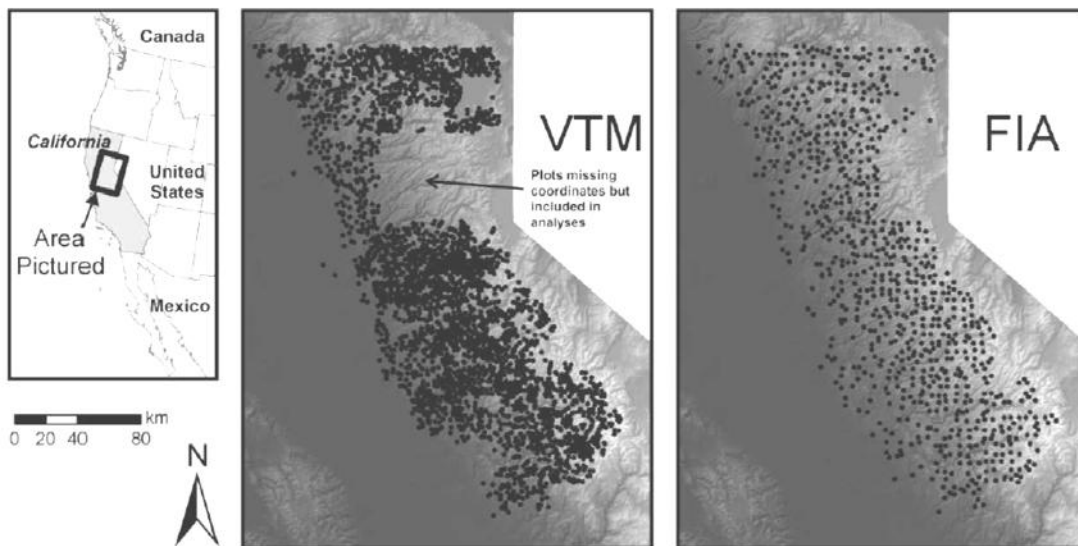 Canada
California
United
States
Area
Pictured
Mexico
km
0 20 40 80
N
VTM
Plots missing
coordinates but
included in
analyses
FIA